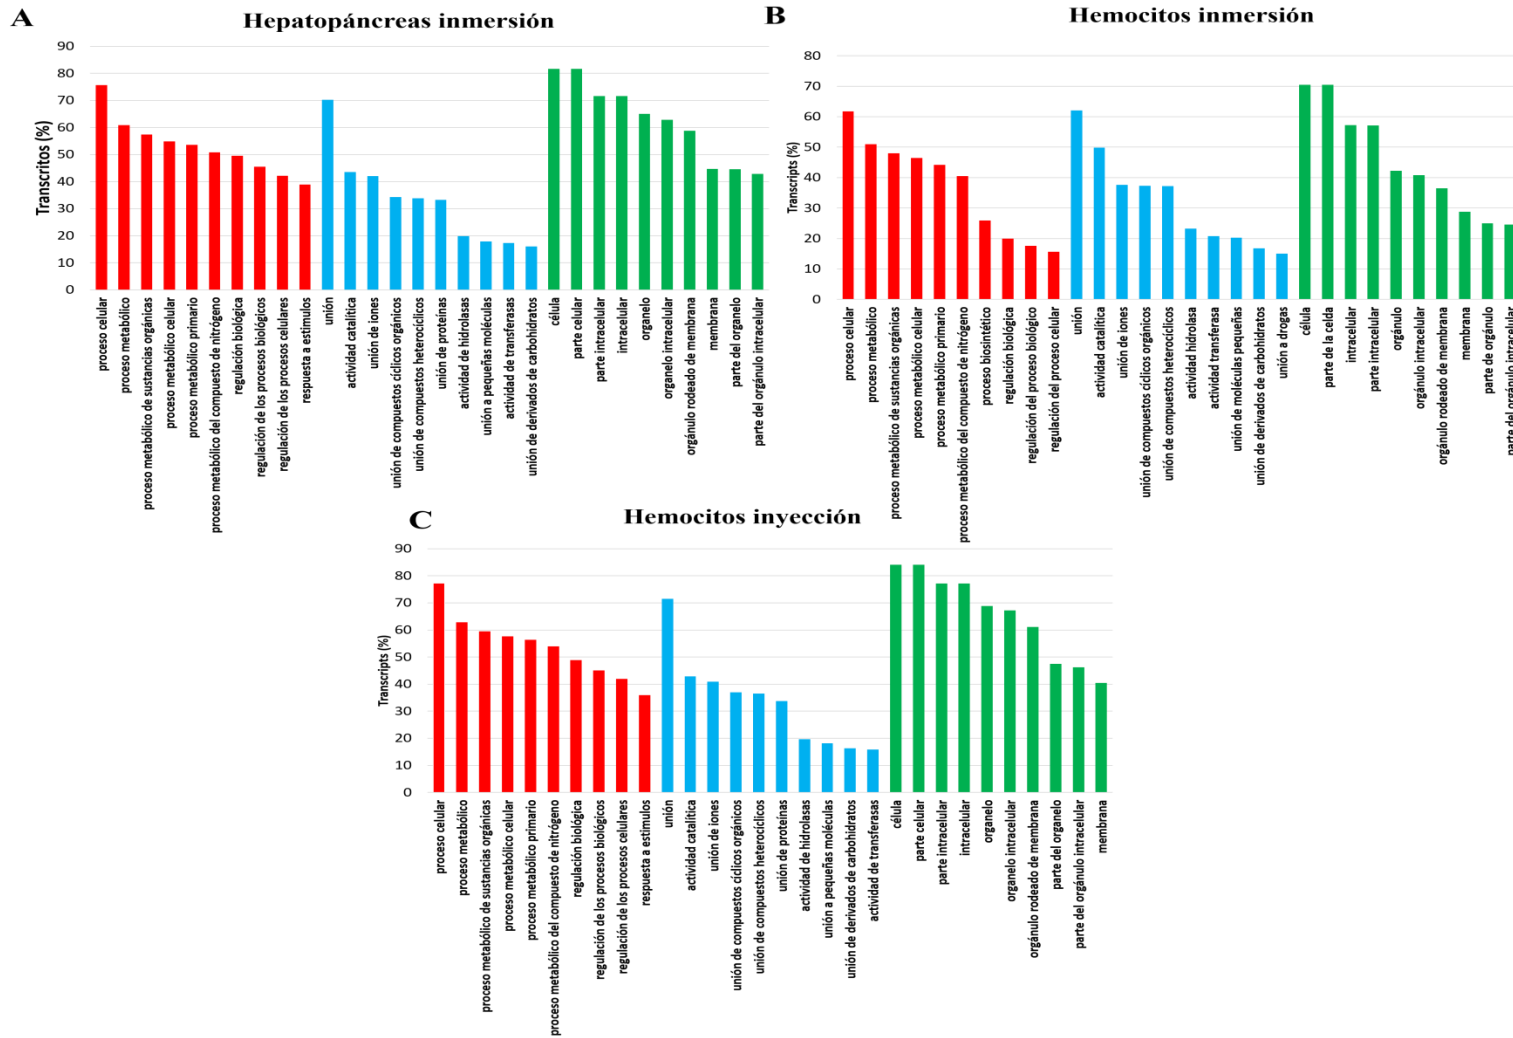 A
Hepatopáncreas inmersión
Transcritos (%)
90
80
70
60
50
40
30
20
10
0
proceso celular
proceso metabólico
proceso metabólico de sustancias orgánicas
proceso metabólico celular
proceso metabólico primario
proceso metabólico del compuesto de nitrógeno
regulación biológica
regulación de los procesos biológicos
regulación de los procesos celulares
respuesta a estímulos
unión
actividad catalítica
unión de iones
unión de compuestos cíclicos orgánicos
unión de compuestos heterocíclicos
unión de proteínas
actividad de hidrolasas
unión a pequeñas moléculas
actividad de transferasas
unión de derivados de carbohidratos
célula
parte celular
parte intracelular
intracelular
organelo
organelo intracelular
orgánulo rodeado de membrana
membrana
parte del organelo
parte del orgánulo intracelular
B
Hemocitos inmersión
Transcripts (%)
80
70
60
50
40
30
20
10
0
proceso celular
proceso metabólico
proceso metabólico de sustancias orgánicas
proceso metabólico celular
proceso metabólico primario
proceso metabólico del compuesto de nitrógeno
proceso biosintético
regulación biológica
regulación del proceso biológico
regulación del proceso celular
unión
actividad catalítica
unión de iones
unión de compuestos cíclicos orgánicos
unión de compuestos heterocíclicos
actividad hidrolasa
actividad transferasa
unión de moléculas pequeñas
unión de derivados de carbohidratos
unión a drogas
célula
parte de la celda
intracelular
parte intracelular
orgánulo
orgánulo intracelular
orgánulo rodeado de membrana
membrana
parte de orgánulo
parte del orgánulo intracelular
C
Hemocitos inyección
Transcripts (%)
90
80
70
60
50
40
30
20
10
0
proceso celular
proceso metabólico
proceso metabólico de sustancias orgánicas
proceso metabólico celular
proceso metabólico primario
proceso metabólico del compuesto de nitrógeno
regulación biológica
regulación de los procesos biológicos
regulación de los procesos celulares
respuesta a estímulos
unión
actividad catalítica
unión de iones
unión de compuestos cíclicos orgánicos
unión de compuestos heterocíclicos
unión de proteínas
actividad de hidrolasas
unión a pequeñas moléculas
unión de derivados de carbohidratos
actividad de transferasas
célula
parte celular
parte intracelular
intracelular
organelo
organelo intracelular
orgánulo rodeado de membrana
parte del organelo
parte del orgánulo intracelular
membrana